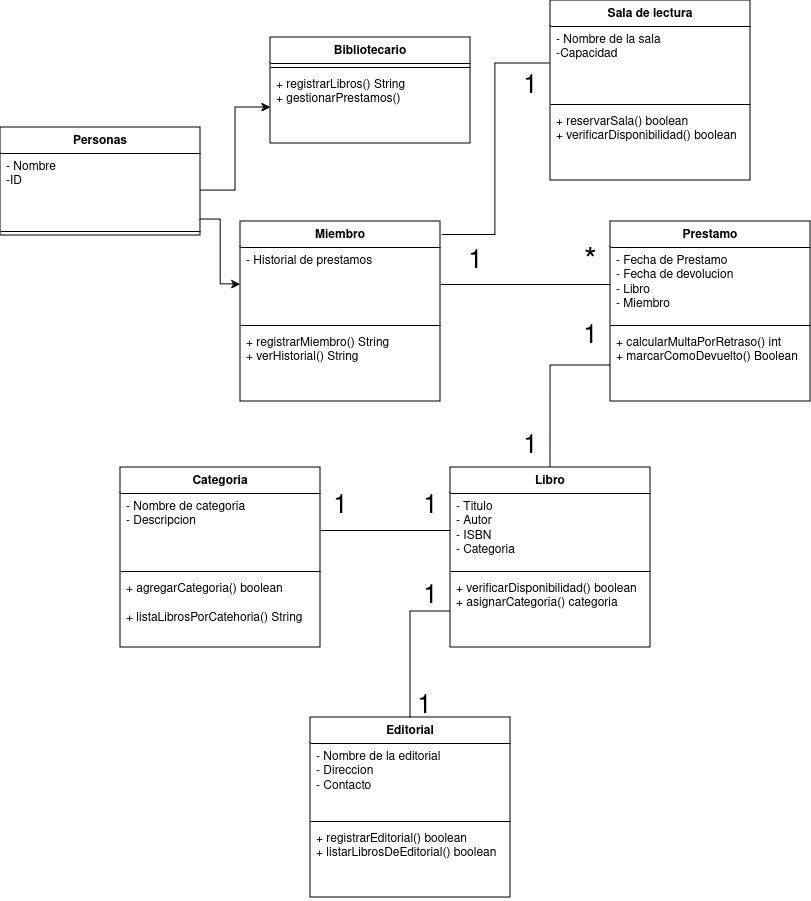 Sala de lectura
- Nombre de la sala
-Capacidad
+ reservarSala() boolean
+ verificarDisponibilidad() boolean
Bibliotecario
+ registrarLibros() String
+ gestionarPrestamos()
Personas
- Nombre
-ID
1
Miembro
- Historial de prestamos
+ registrarMiembro() String
+ verHistorial() String
1
*
Prestamo
- Fecha de Prestamo
- Fecha de devolucion
- Libro
- Miembro
+ calcularMultaPorRetraso() int
+ marcarComoDevuelto() Boolean
1
1
Categoria
- Nombre de categoria
- Descripcion
+ agregarCategoria() boolean
+ listaLibrosPorCatehoria() String
1
1
Libro
- Titulo
- Autor
- ISBN
- Categoria
+ verificarDisponibilidad() boolean
+ asignarCategoria() categoria
1
1
Editorial
- Nombre de la editorial
- Direccion
- Contacto
+ registrarEditorial() boolean
+ listarLibrosDeEditorial() boolean